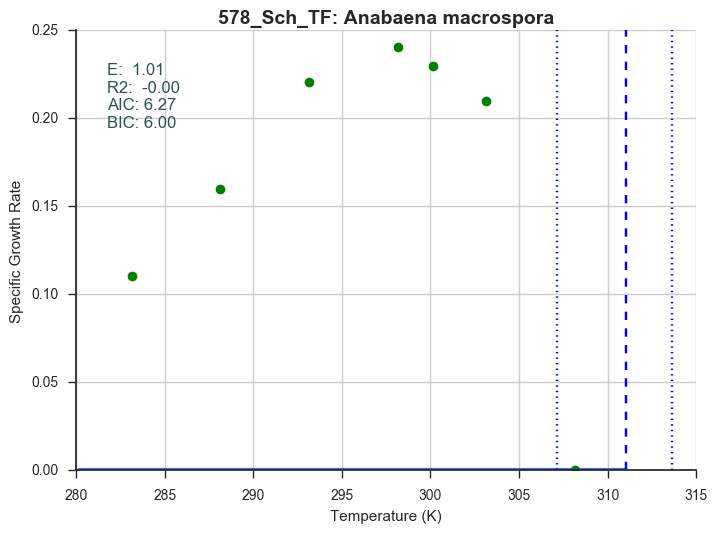 578_Sch_TF: Anabaena macrospora
E:  1.01
R2:  -0.00
AIC: 6.27
BIC: 6.00
Specific Growth Rate
0.25
0.20
0.15
0.10
0.05
0.00
280 285 290 295 300 305 310 315
Temperature (K)